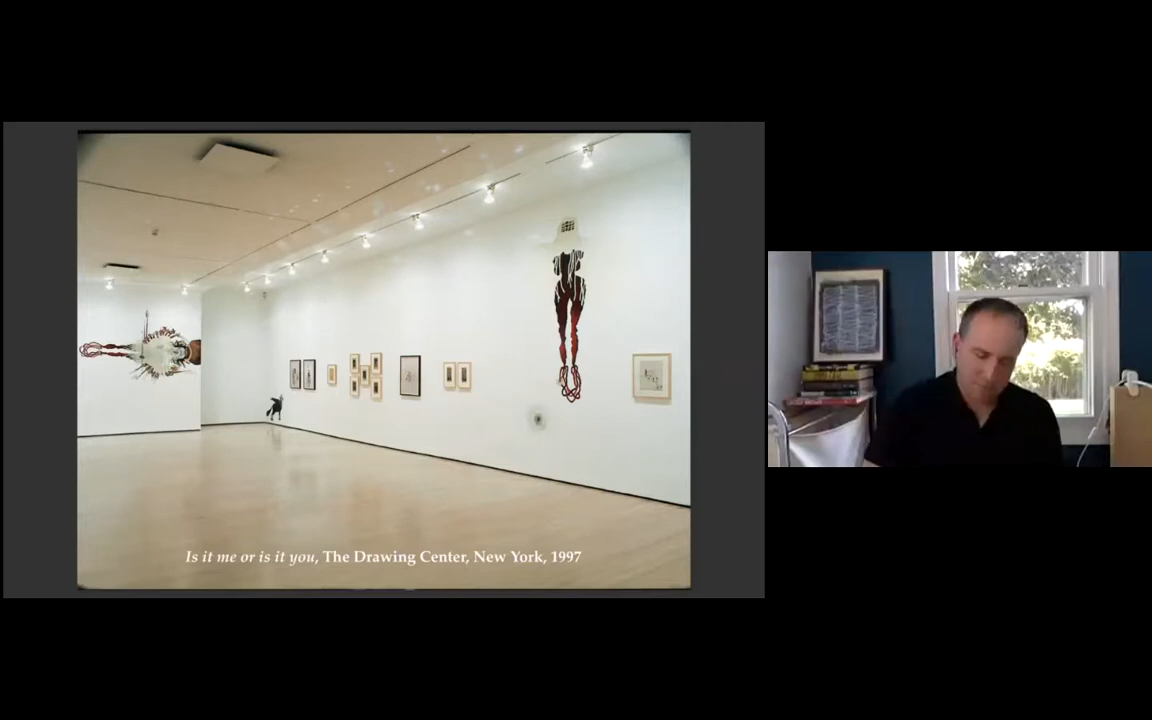 Is it me or is it you, The Drawing Center, New York, 1997